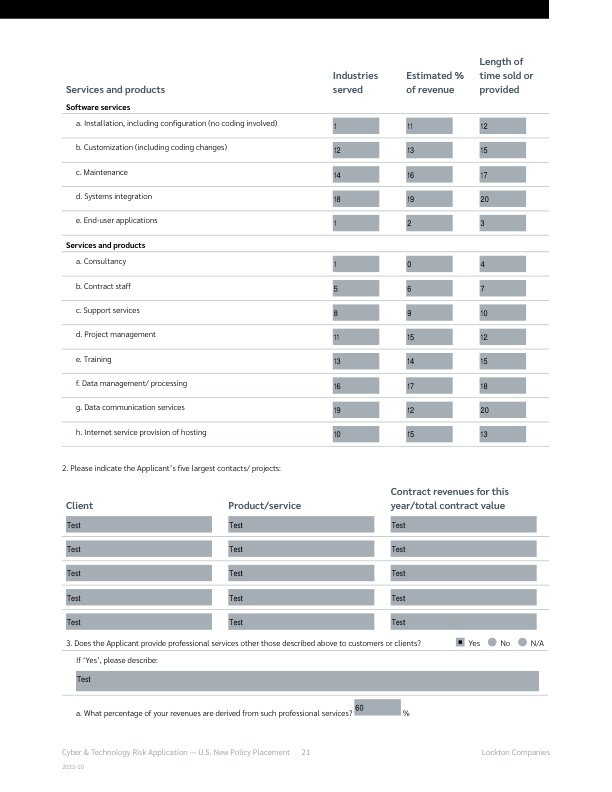 Services and products Industries served Estimated % of revenue Length of time sold or provided
Software services
a. Installation, including configuration (no coding involved) 1 11 12
b. Customization (including coding changes) 12 13 15
c. Maintenance 14 16 17
d. Systems integration 18 19 20
e. End-user applications 1 2 3
Services and products
a. Consultancy 1 0 4
b. Contract staff 5 6 7
c. Support services 8 9 10
d. Project management 11 15 12
e. Training 13 14 15
f. Data management/ processing 16 17 18
g. Data communication services 19 12 20
h. Internet service provision of hosting 10 15 13
2. Please indicate the Applicant's five largest contacts/ projects:
Client Product/service Contract revenues for this year/total contract value
Test Test Test
Test Test Test
Test Test Test
Test Test Test
Test Test Test
3. Does the Applicant provide professional services other those described above to customers or clients? Yes No N/A
If 'Yes', please describe:
Test
a. What percentage of your revenues are derived from such professional services? 60 %
Cyber & Technology Risk Application — U.S. New Policy Placement 21 Lockton Companies
2022-10